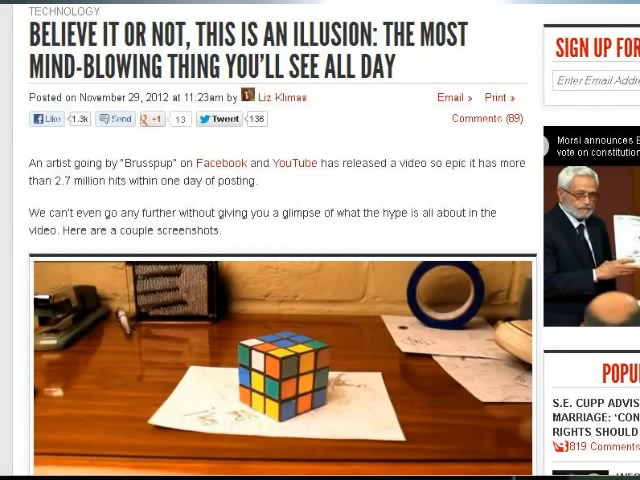 TECHNOLOGY
BELIEVE IT OR NOT, THIS IS AN ILLUSION: THE MOST
MIND-BLOWING THING YOU'LL SEE ALL DAY
Posted on November 29, 2012 at 11:23am by Liz Klimas
Email » Print »
Like 1.3k Send +1 13 Tweet 136
Comments (89)
An artist going by "Brusspup" on Facebook and YouTube has released a video so epic it has more
than 2.7 million hits within one day of posting.
We can't even go any further without giving you a glimpse of what the hype is all about in the
video. Here are a couple screenshots.
SIGN UP FOR
Enter Email Addre
Morsi announces
vote on constitution
POPU
S.E. CUPP ADVIS
MARRIAGE: 'CON
RIGHTS SHOULD
819 Comments